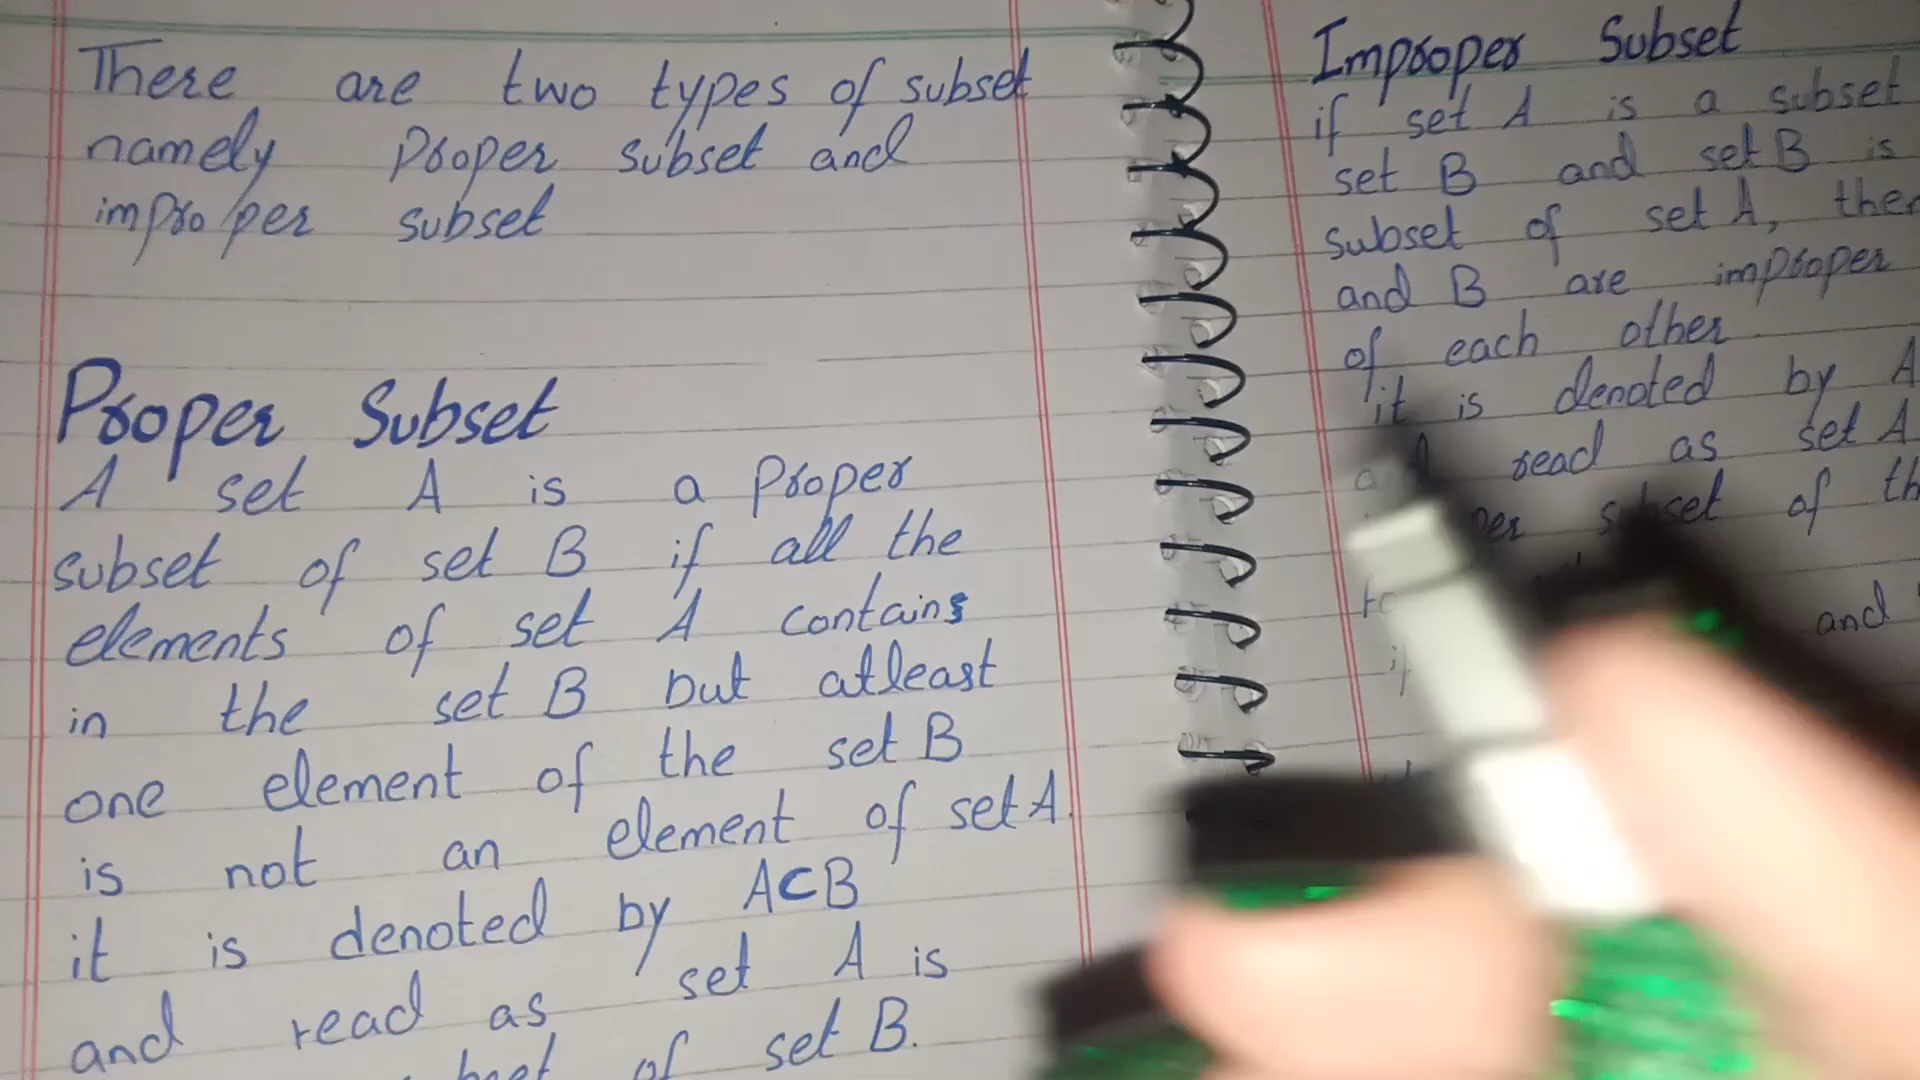 There are two types of subset
namely Proper subset and
improper subset
Proper Subset
A set A is a Proper
subset of set B if all the
elements of set A contains
in the set B but atleast
one element of the set B
is not an element of set A.
it is denoted by A⊂B
and read as set A is
of set B.
Improper Subset
if set A is a subset
set B and set B is
subset of set A, then
and B are improper
of each other
it is denoted by A
read as set A
subset of
and